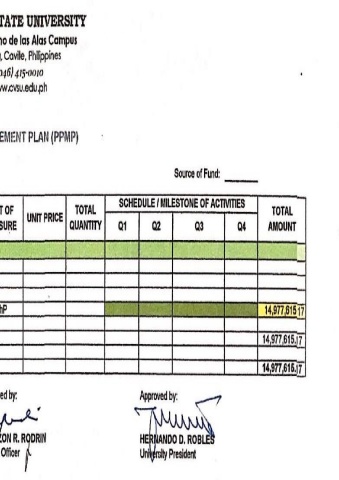 TATE UNIVERSITY
no de las Alas Campus
, Cavite, Philippines
046) 415-0010
ww.cvsu.edu.ph
EMENT PLAN (PPMP)
Source of Fund:
T OF
SURE
UNIT PRICE
TOTAL
QUANTITY
SCHEDULE / MILESTONE OF ACTIVITIES
Q1 Q2 Q3 Q4
TOTAL
AMOUNT
14,977,615.17
14,977,615.17
14,977,615.17
ed by:
Approved by:
ZON R. RODRIN
Officer
HERNANDO D. ROBLES
University President